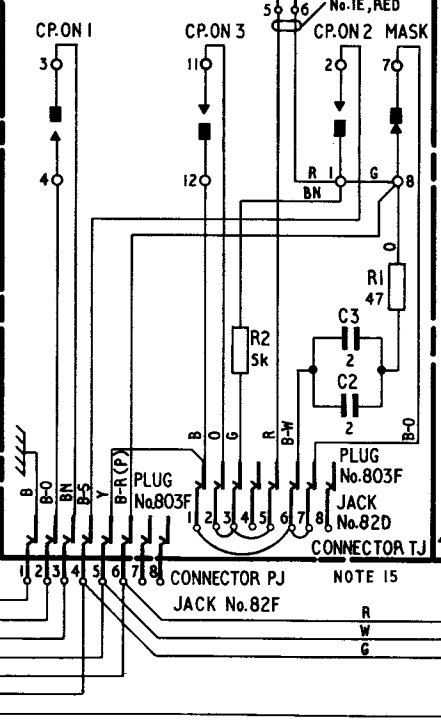 5 6 No.1E, RED
CP.ON 1 CP.ON 3 CP.ON 2 MASK
3 11 2 7
4 12 R 1 G 8
BN
O
R1
47
C3
2
R2
5k
C2
2
B B-O BN B-S Y B-R(P) B O G R B-W B-O
PLUG
No.803F
PLUG
No.803F
JACK
No.82D
1 2 3 4 5 6 7 8
CONNECTOR TJ
1 2 3 4 5 6 7 8 CONNECTOR PJ
NOTE 15
JACK No.82F
R
W
G